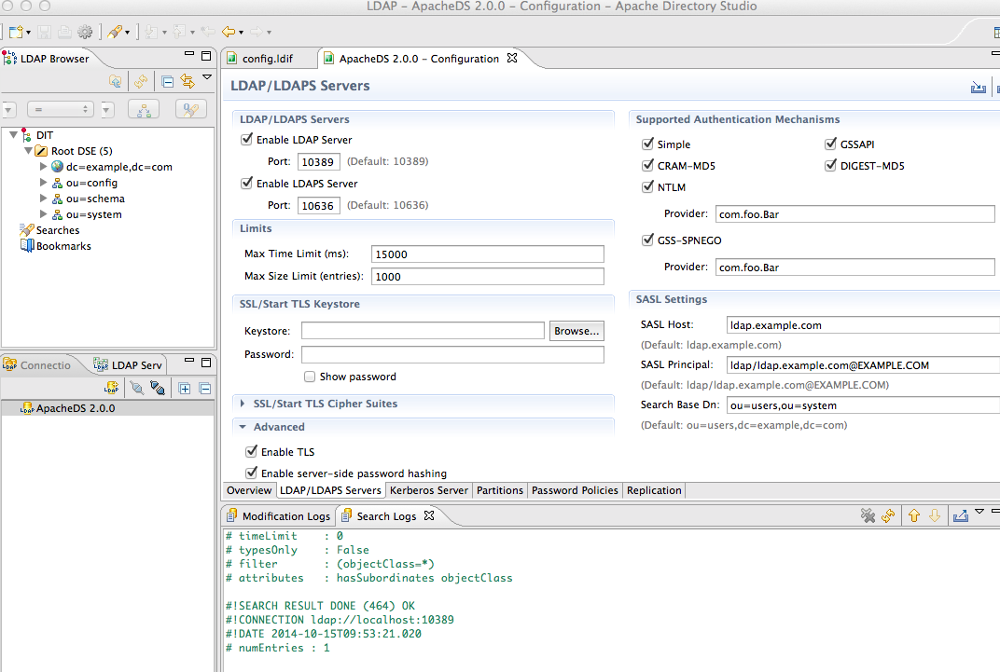 LDAP - ApacheDS 2.0.0 - Configuration - Apache Directory Studio
LDAP Browser
=
DIT
Root DSE (5)
dc=example,dc=com
ou=config
ou=schema
ou=system
Searches
Bookmarks
Connectio
LDAP Serv
ApacheDS 2.0.0
config.ldif
ApacheDS 2.0.0 - Configuration
LDAP/LDAPS Servers
LDAP/LDAPS Servers
Enable LDAP Server
Port: 10389 (Default: 10389)
Enable LDAPS Server
Port: 10636 (Default: 10636)
Limits
Max Time Limit (ms): 15000
Max Size Limit (entries): 1000
SSL/Start TLS Keystore
Keystore: Browse...
Password:
Show password
SSL/Start TLS Cipher Suites
Advanced
Enable TLS
Enable server-side password hashing
Supported Authentication Mechanisms
Simple GSSAPI
CRAM-MD5 DIGEST-MD5
NTLM
Provider: com.foo.Bar
GSS-SPNEGO
Provider: com.foo.Bar
SASL Settings
SASL Host: ldap.example.com
(Default: ldap.example.com)
SASL Principal: ldap/ldap.example.com@EXAMPLE.COM
(Default: ldap/ldap.example.com@EXAMPLE.COM)
Search Base Dn: ou=users,ou=system
(Default: ou=users,dc=example,dc=com)
Overview LDAP/LDAPS Servers Kerberos Server Partitions Password Policies Replication
Modification Logs Search Logs
# timeLimit : 0
# typesOnly : False
# filter : (objectClass=*)
# attributes : hasSubordinates objectClass
#!SEARCH RESULT DONE (464) OK
#!CONNECTION ldap://localhost:10389
#!DATE 2014-10-15T09:53:21.020
# numEntries : 1